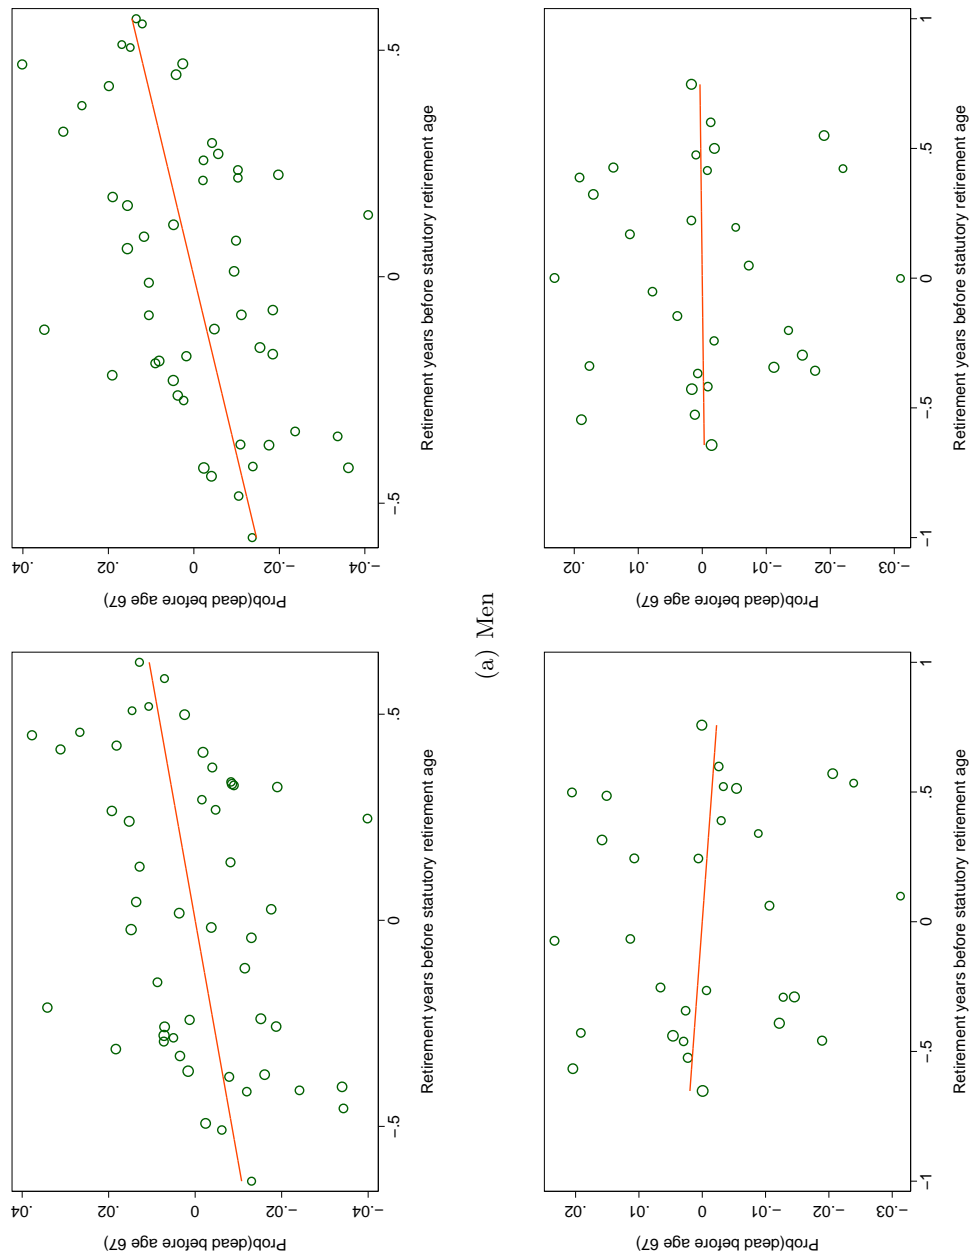 Prob(dead before age 67)
.04
.02
0
-.02
-.04
-.5 0 .5
Retirement years before statutory retirement age
Prob(dead before age 67)
.04
.02
0
-.02
-.04
-.5 0 .5
Retirement years before statutory retirement age
(a) Men
Prob(dead before age 67)
.02
.01
0
-.01
-.02
-.03
-1 -.5 0 .5 1
Retirement years before statutory retirement age
Prob(dead before age 67)
.02
.01
0
-.01
-.02
-.03
-1 -.5 0 .5 1
Retirement years before statutory retirement age